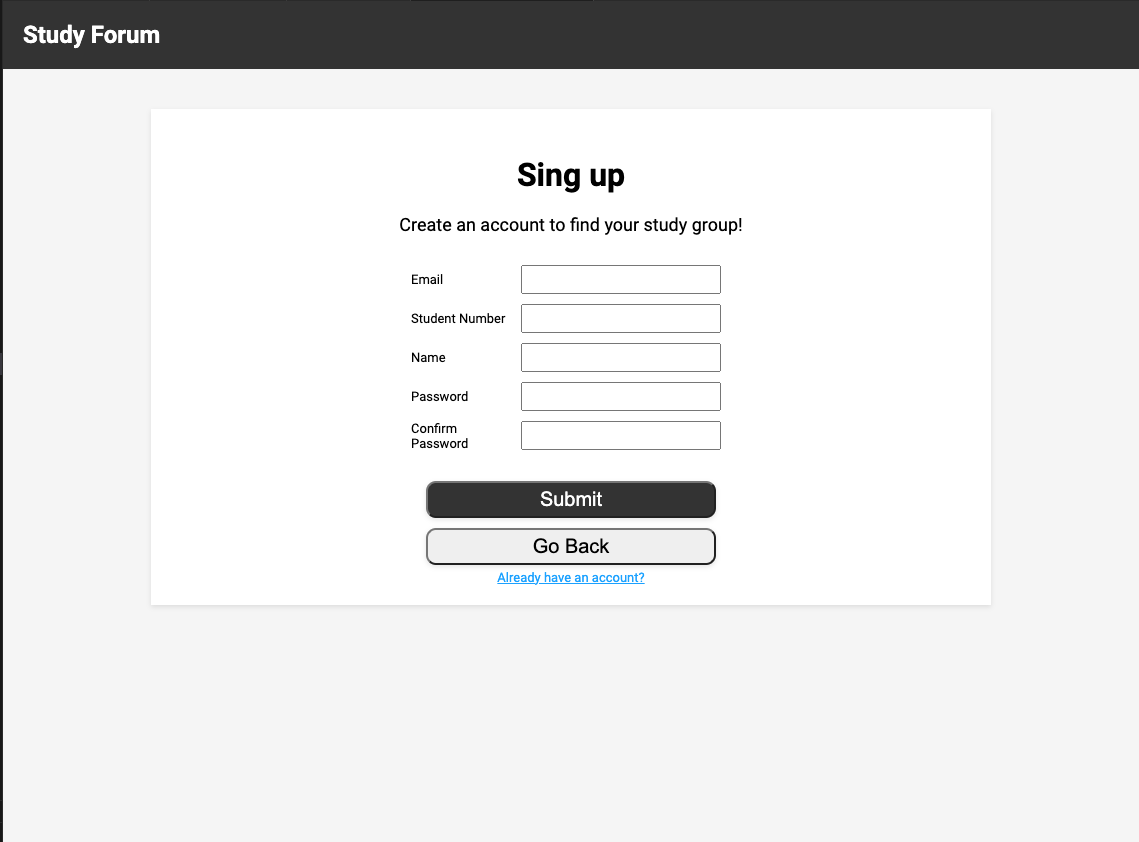 Study Forum
Sing up
Create an account to find your study group!
Email
Student Number
Name
Password
Confirm
Password
Submit
Go Back
Already have an account?